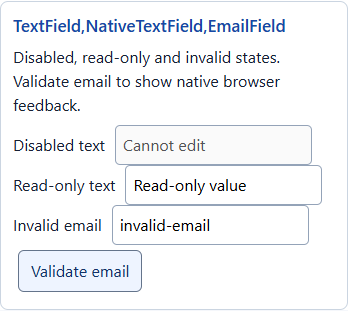 TextField,NativeTextField,EmailField
Disabled, read-only and invalid states.
Validate email to show native browser
feedback.
Disabled text Cannot edit
Read-only text Read-only value
Invalid email invalid-email
Validate email